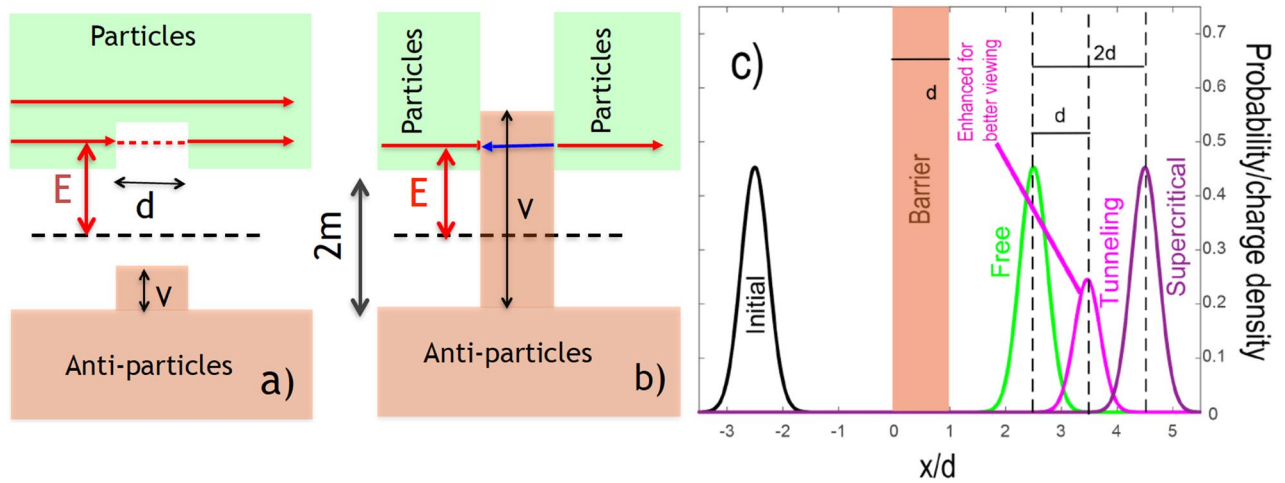 Particles
E
d
V
Anti-particles
a)
Particles
Particles
E
2m
V
Anti-particles
b)
c)
Enhanced for
better viewing
2d
d
d
Barrier
Initial
Free
Tunneling
Supercritical
0.7
0.6
0.5
0.4
0.3
0.2
0.1
0
Probability/charge density
-3 -2 -1 0 1 2 3 4 5
x/d